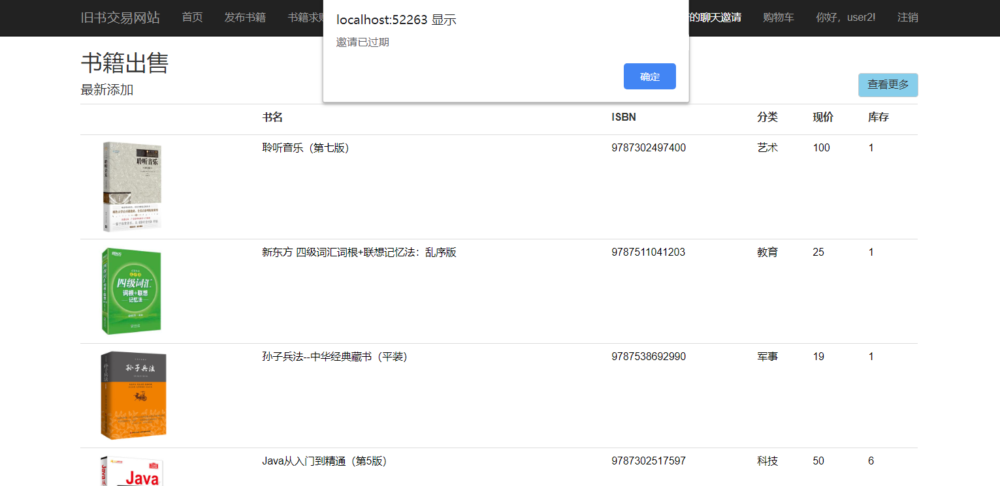 旧书交易网站 首页 发布书籍 书籍求 的聊天邀请 购物车 你好，user2! 注销
localhost:52263 显示
邀请已过期
确定
书籍出售
最新添加
查看更多
书名 ISBN 分类 现价 库存
聆听音乐
聆听音乐（第七版） 9787302497400 艺术 100 1
四级词汇
词根+联想
记忆法
新东方 四级词汇词根+联想记忆法：乱序版 9787511041203 教育 25 1
孙子兵法
孙子兵法--中华经典藏书（平装） 9787538692990 军事 19 1
Java
Java从入门到精通（第5版） 9787302517597 科技 50 6